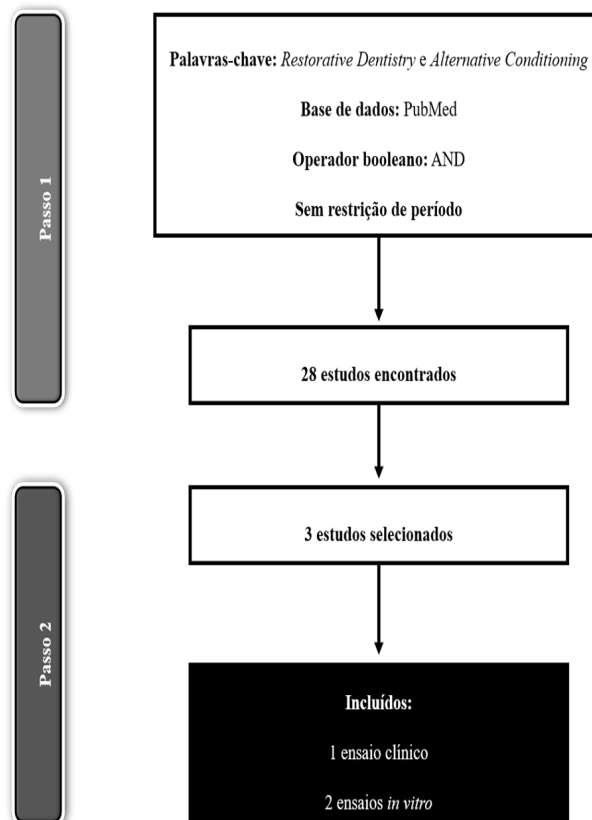 Passo 1
Palavras-chave: Restorative Dentistry e Alternative Conditioning
Base de dados: PubMed
Operador booleano: AND
Sem restrição de período
28 estudos encontrados
Passo 2
3 estudos selecionados
Incluídos:
1 ensaio clínico
2 ensaios in vitro